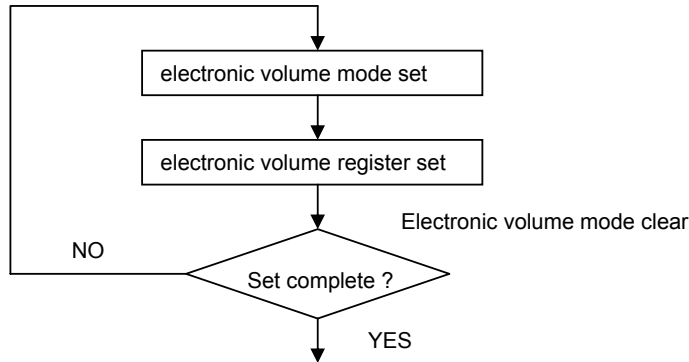 electronic volume mode set
electronic volume register set
Electronic volume mode clear
NO
Set complete ?
YES